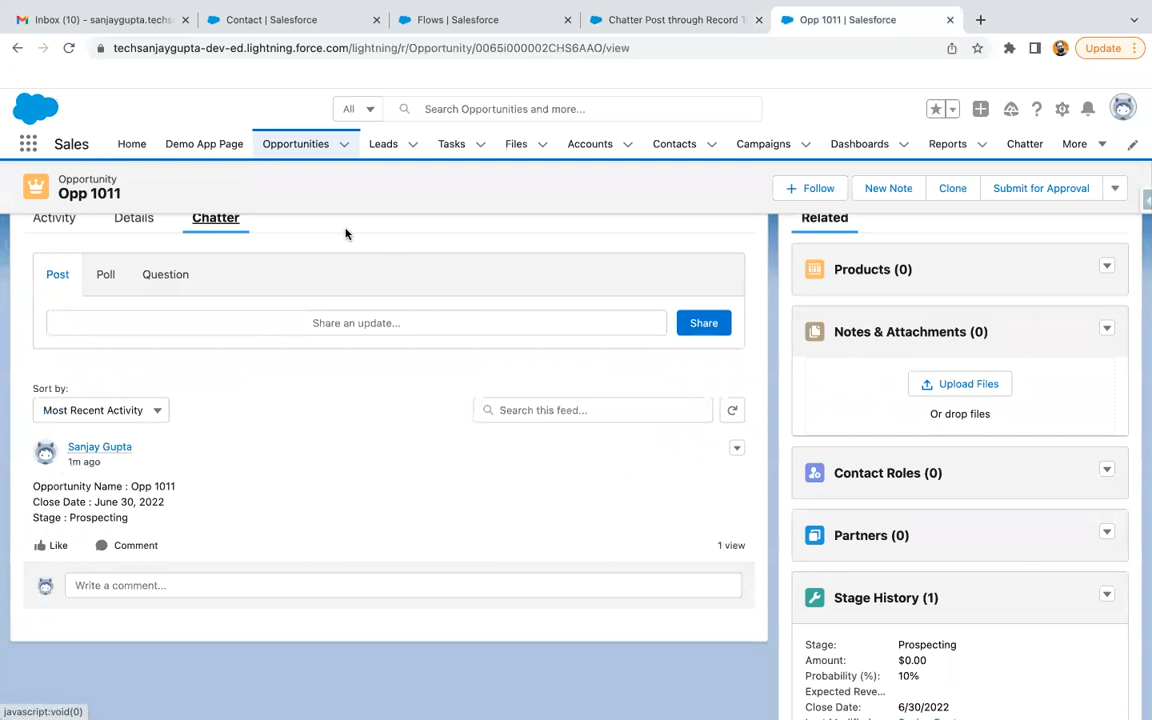 Inbox (10) - sanjaygupta.techs
Contact | Salesforce
Flows | Salesforce
Chatter Post through Record T
Opp 1011 | Salesforce
techsanjaygupta-dev-ed.lightning.force.com/lightning/r/Opportunity/0065i000002CHS6AAO/view
Update
All
Search Opportunities and more...
Sales
Home
Demo App Page
Opportunities
Leads
Tasks
Files
Accounts
Contacts
Campaigns
Dashboards
Reports
Chatter
More
Opportunity
Opp 1011
Follow
New Note
Clone
Submit for Approval
Activity
Details
Chatter
Related
Post
Poll
Question
Share an update...
Share
Sort by:
Most Recent Activity
Search this feed...
Sanjay Gupta
1m ago
Opportunity Name : Opp 1011
Close Date : June 30, 2022
Stage : Prospecting
Like
Comment
1 view
Write a comment...
Products (0)
Notes & Attachments (0)
Upload Files
Or drop files
Contact Roles (0)
Partners (0)
Stage History (1)
Stage: Prospecting
Amount: $0.00
Probability (%): 10%
Expected Reve...
Close Date: 6/30/2022
javascript:void(0)